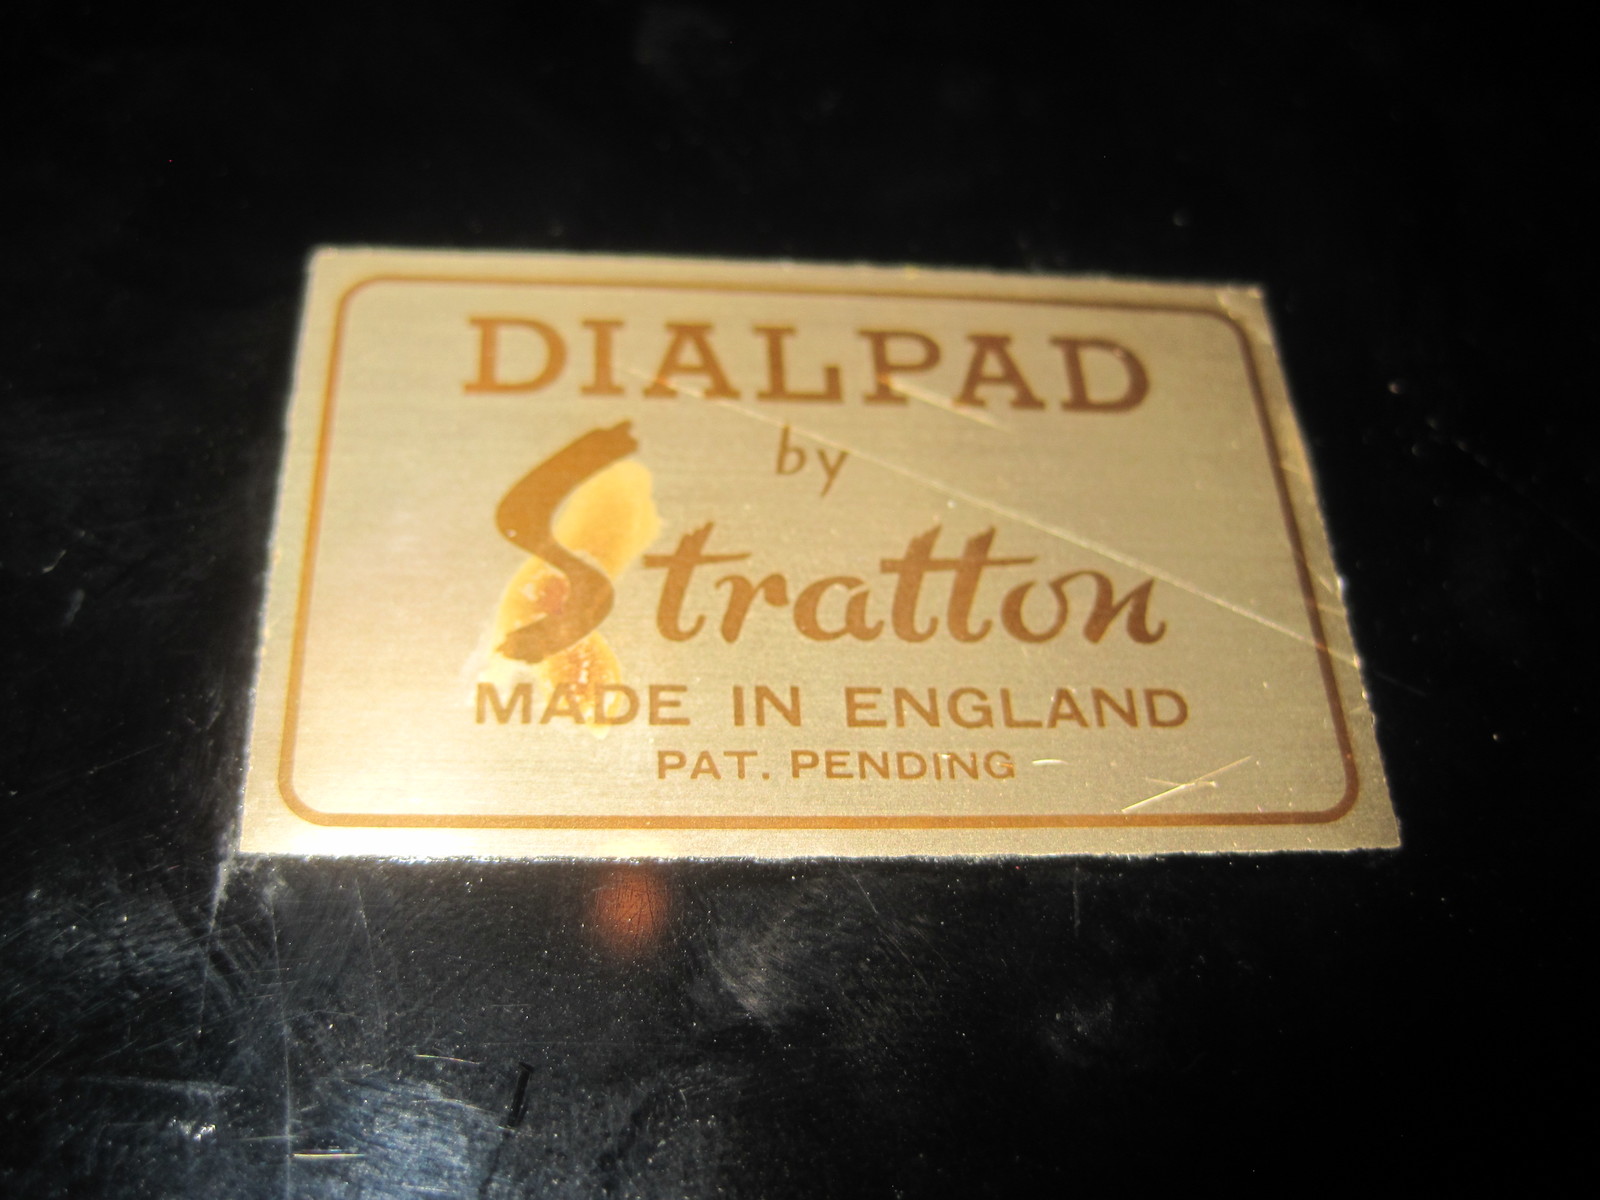 DIALPAD
by
Stratton
MADE IN ENGLAND
PAT. PENDING